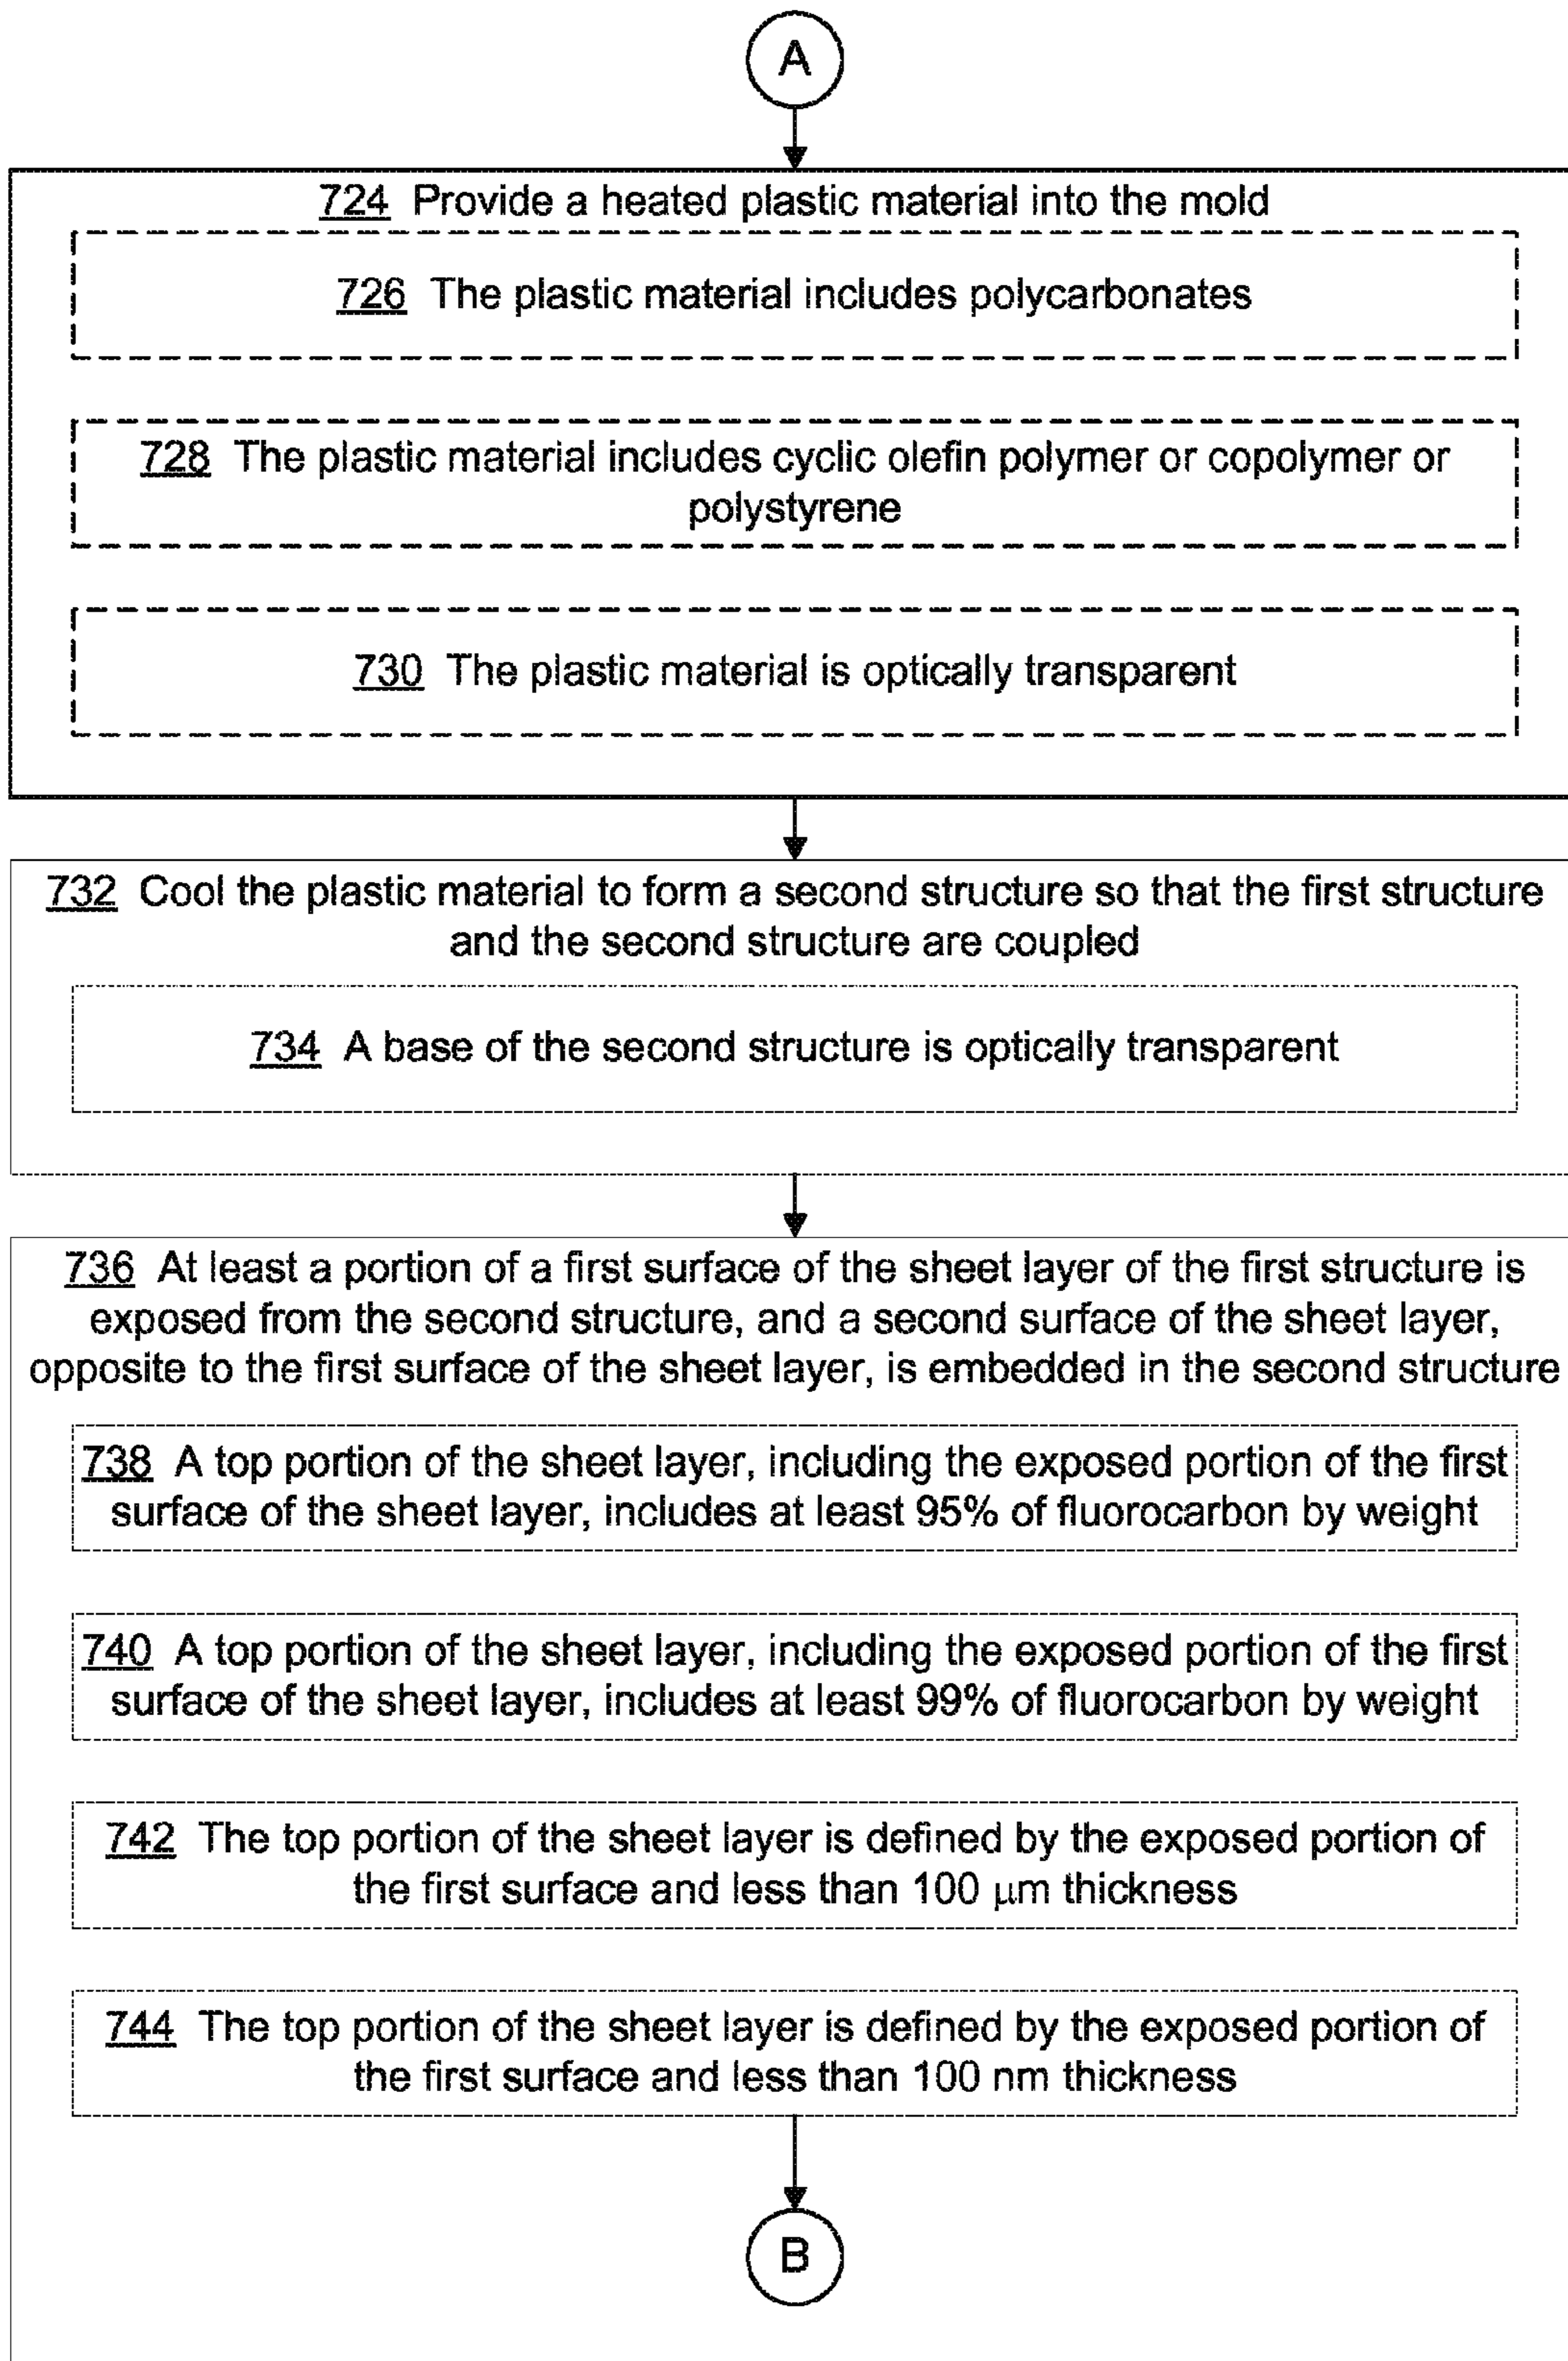 A
724 Provide a heated plastic material into the mold
726 The plastic material includes polycarbonates
728 The plastic material includes cyclic olefin polymer or copolymer or
polystyrene
730 The plastic material is optically transparent
732 Cool the plastic material to form a second structure so that the first structure
and the second structure are coupled
734 A base of the second structure is optically transparent
736 At least a portion of a first surface of the sheet layer of the first structure is
exposed from the second structure, and a second surface of the sheet layer,
opposite to the first surface of the sheet layer, is embedded in the second structure
738 A top portion of the sheet layer, including the exposed portion of the first
surface of the sheet layer, includes at least 95% of fluorocarbon by weight
740 A top portion of the sheet layer, including the exposed portion of the first
surface of the sheet layer, includes at least 99% of fluorocarbon by weight
742 The top portion of the sheet layer is defined by the exposed portion of
the first surface and less than 100 μm thickness
744 The top portion of the sheet layer is defined by the exposed portion of
the first surface and less than 100 nm thickness
B